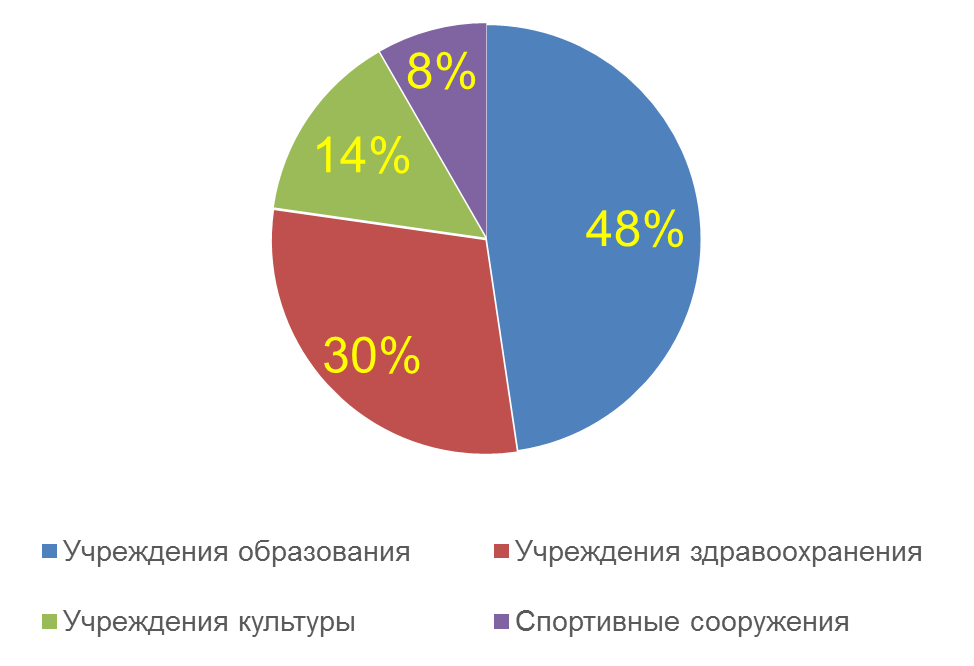 8%
14%
48%
30%
Учреждения образования
Учреждения здравоохранения
Учреждения культуры
Спортивные сооружения